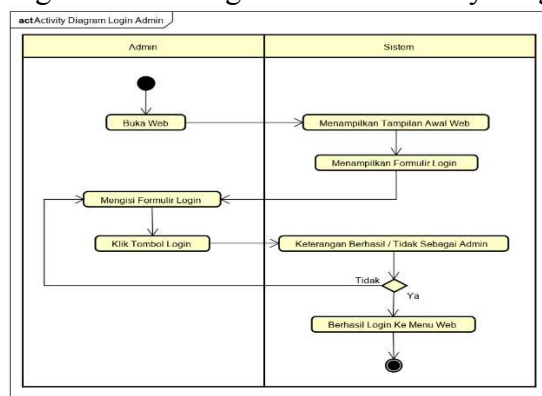 act Activity Diagram Login Admin
Admin
Sistem
Buka Web
Menampilkan Tampilan Awal Web
Menampilkan Formulir Login
Mengisi Formulir Login
Klik Tombol Login
Keterangan Berhasil / Tidak Sebagai Admin
Tidak
Ya
Berhasil Login Ke Menu Web